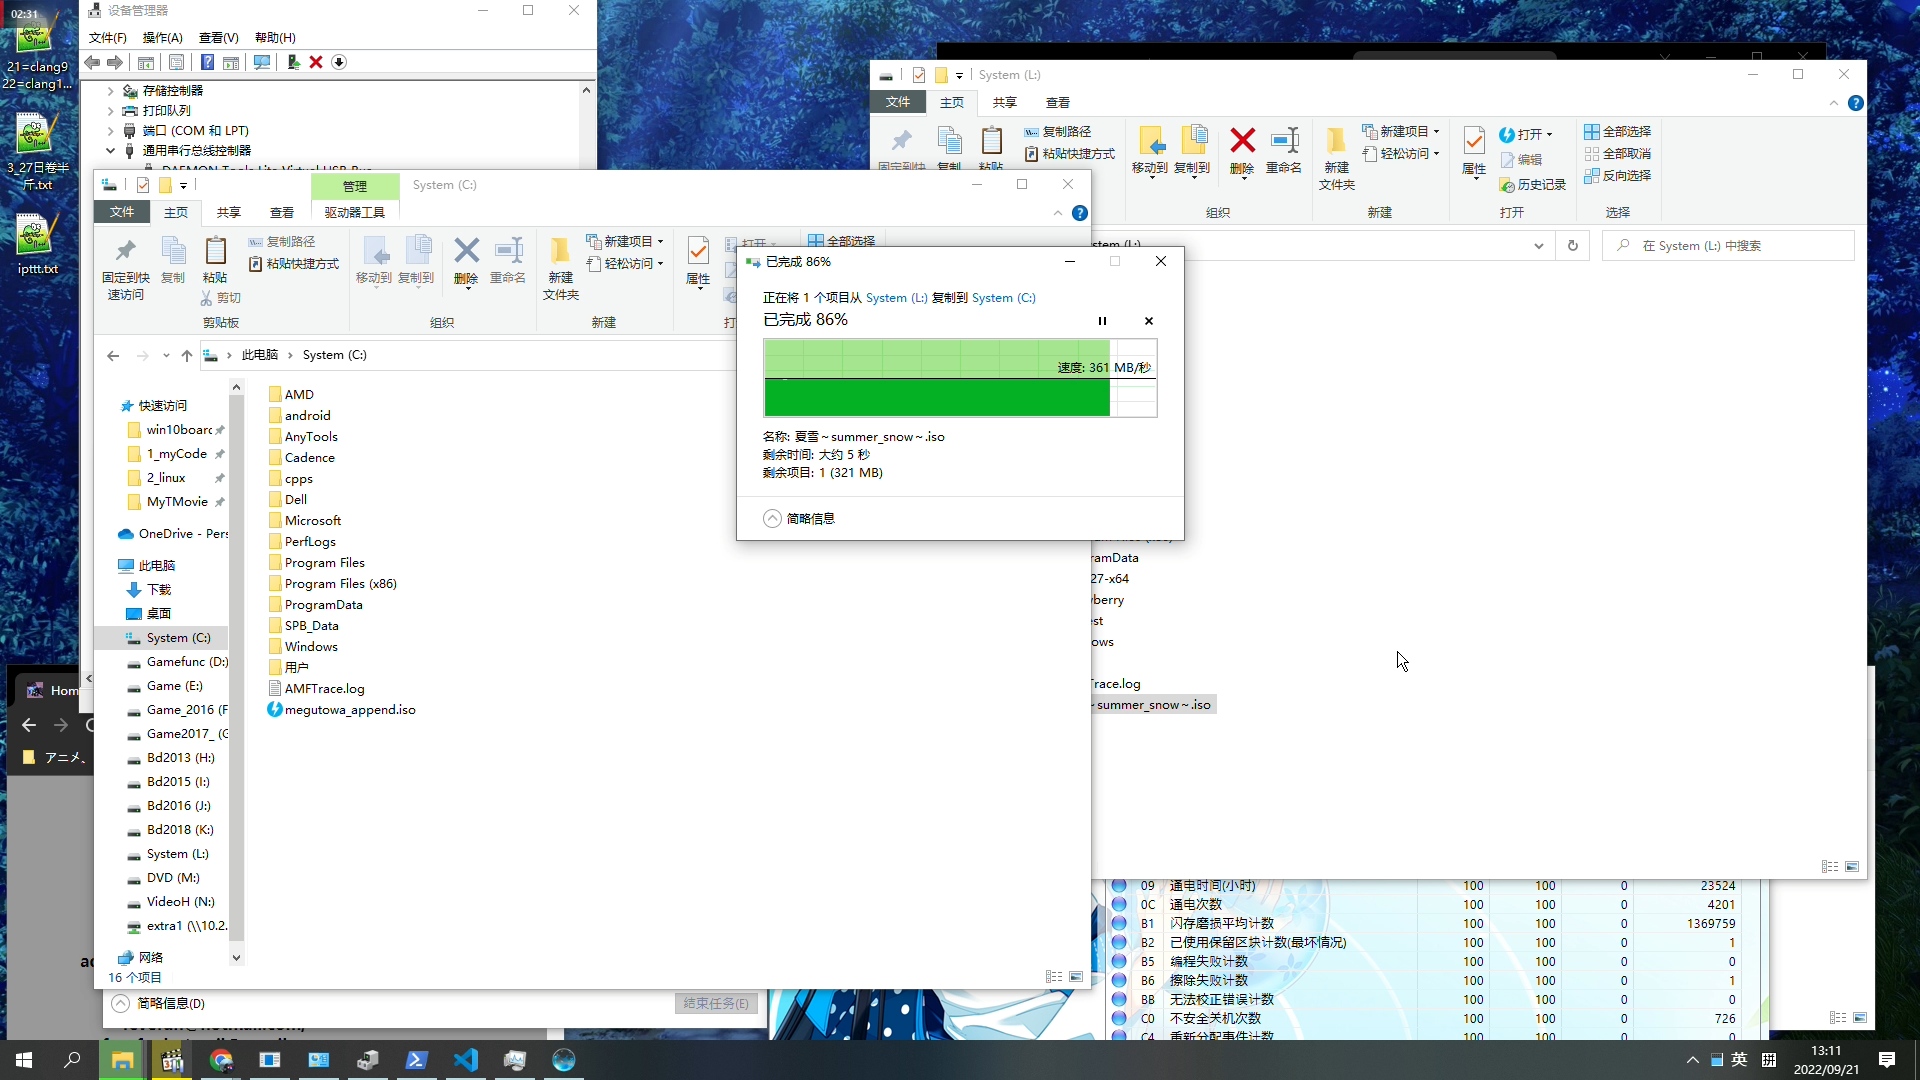 02:31
21=clang9
22=clang1...
3_27日卷半
斤.txt
ipttt.txt
设备管理器
文件(F)
操作(A)
查看(V)
帮助(H)
存储控制器
打印队列
端口 (COM 和 LPT)
通用串行总线控制器
System (L:)
文件
主页
共享
查看
复制路径
粘贴快捷方式
移动到
复制到
删除
重命名
新建
文件夹
新建项目
轻松访问
属性
打开
编辑
历史记录
全部选择
全部取消
反向选择
组织
新建
打开
选择
在 System (L:) 中搜索
管理
System (C:)
文件
主页
共享
查看
驱动器工具
固定到快
速访问
复制
粘贴
复制路径
粘贴快捷方式
剪切
移动到
复制到
删除
重命名
新建
文件夹
新建项目
轻松访问
属性
打开
全部选择
剪贴板
组织
新建
此电脑
System (C:)
快速访问
win10board
1_myCode
2_linux
MyTMovie
OneDrive - Pers
此电脑
下载
桌面
System (C:)
Gamefunc (D:)
Game (E:)
Game_2016 (F
Game2017_ (G
Bd2013 (H:)
Bd2015 (I:)
Bd2016 (J:)
Bd2018 (K:)
System (L:)
DVD (M:)
VideoH (N:)
extra1 (\\10.2.
网络
16 个项目
AMD
android
AnyTools
Cadence
cpps
Dell
Microsoft
PerfLogs
Program Files
Program Files (x86)
ProgramData
SPB_Data
Windows
用户
AMFTrace.log
megutowa_append.iso
已完成 86%
正在将 1 个项目从 System (L:) 复制到 System (C:)
已完成 86%
速度: 361 MB/秒
名称: 夏雪～summer_snow～.iso
剩余时间: 大约 5 秒
剩余项目: 1 (321 MB)
简略信息
ramData
27-x64
berry
est
ows
Trace.log
～summer_snow～.iso
Hom
アニメ、
简略信息(D)
结束任务(E)
09 通电时间(小时) 100 100 0 23524
0C 通电次数 100 100 0 4201
B1 闪存磨损平均计数 100 100 0 1369759
B2 已使用保留区块计数(最坏情况) 100 100 0 1
B5 编程失败计数 100 100 0 0
B6 擦除失败计数 100 100 0 1
BB 无法校正错误计数 100 100 0 0
C0 不安全关机次数 100 100 0 726
C4 重新分配事件计数 100 100 0 0
英
拼
13:11
2022/09/21